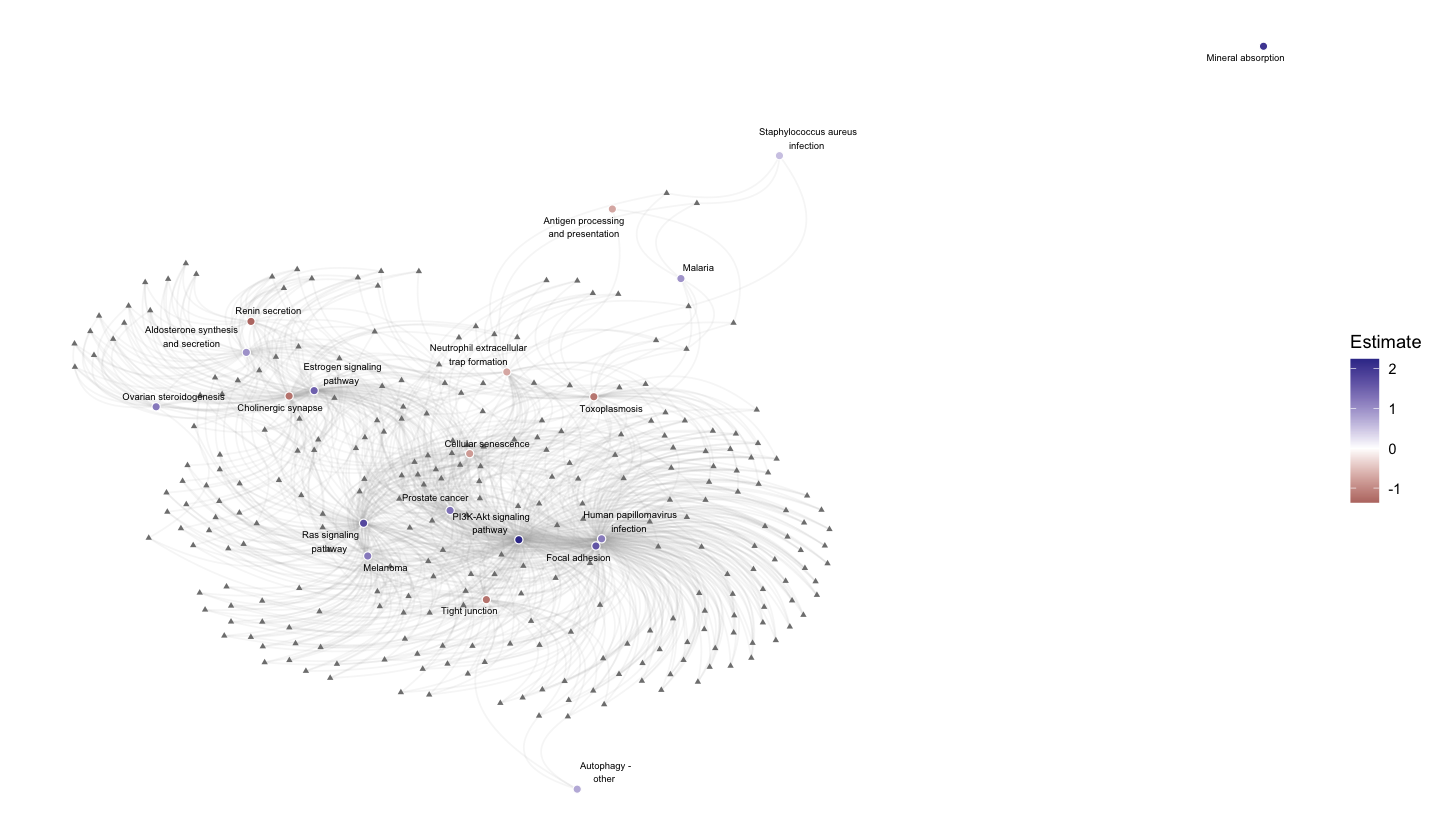 Mineral absorption
Staphylococcus aureus
infection
Antigen processing
and presentation
Malaria
Renin secretion
Aldosterone synthesis
and secretion
Neutrophil extracellular
trap formation
Estrogen signaling
pathway
Ovarian steroidogenesis
Cholinergic synapse
Toxoplasmosis
Cellular senescence
Prostate cancer
PI3K-Akt signaling
pathway
Human papillomavirus
infection
Ras signaling
pathway
Focal adhesion
Melanoma
Tight junction
Autophagy -
other
Estimate
2
1
0
-1